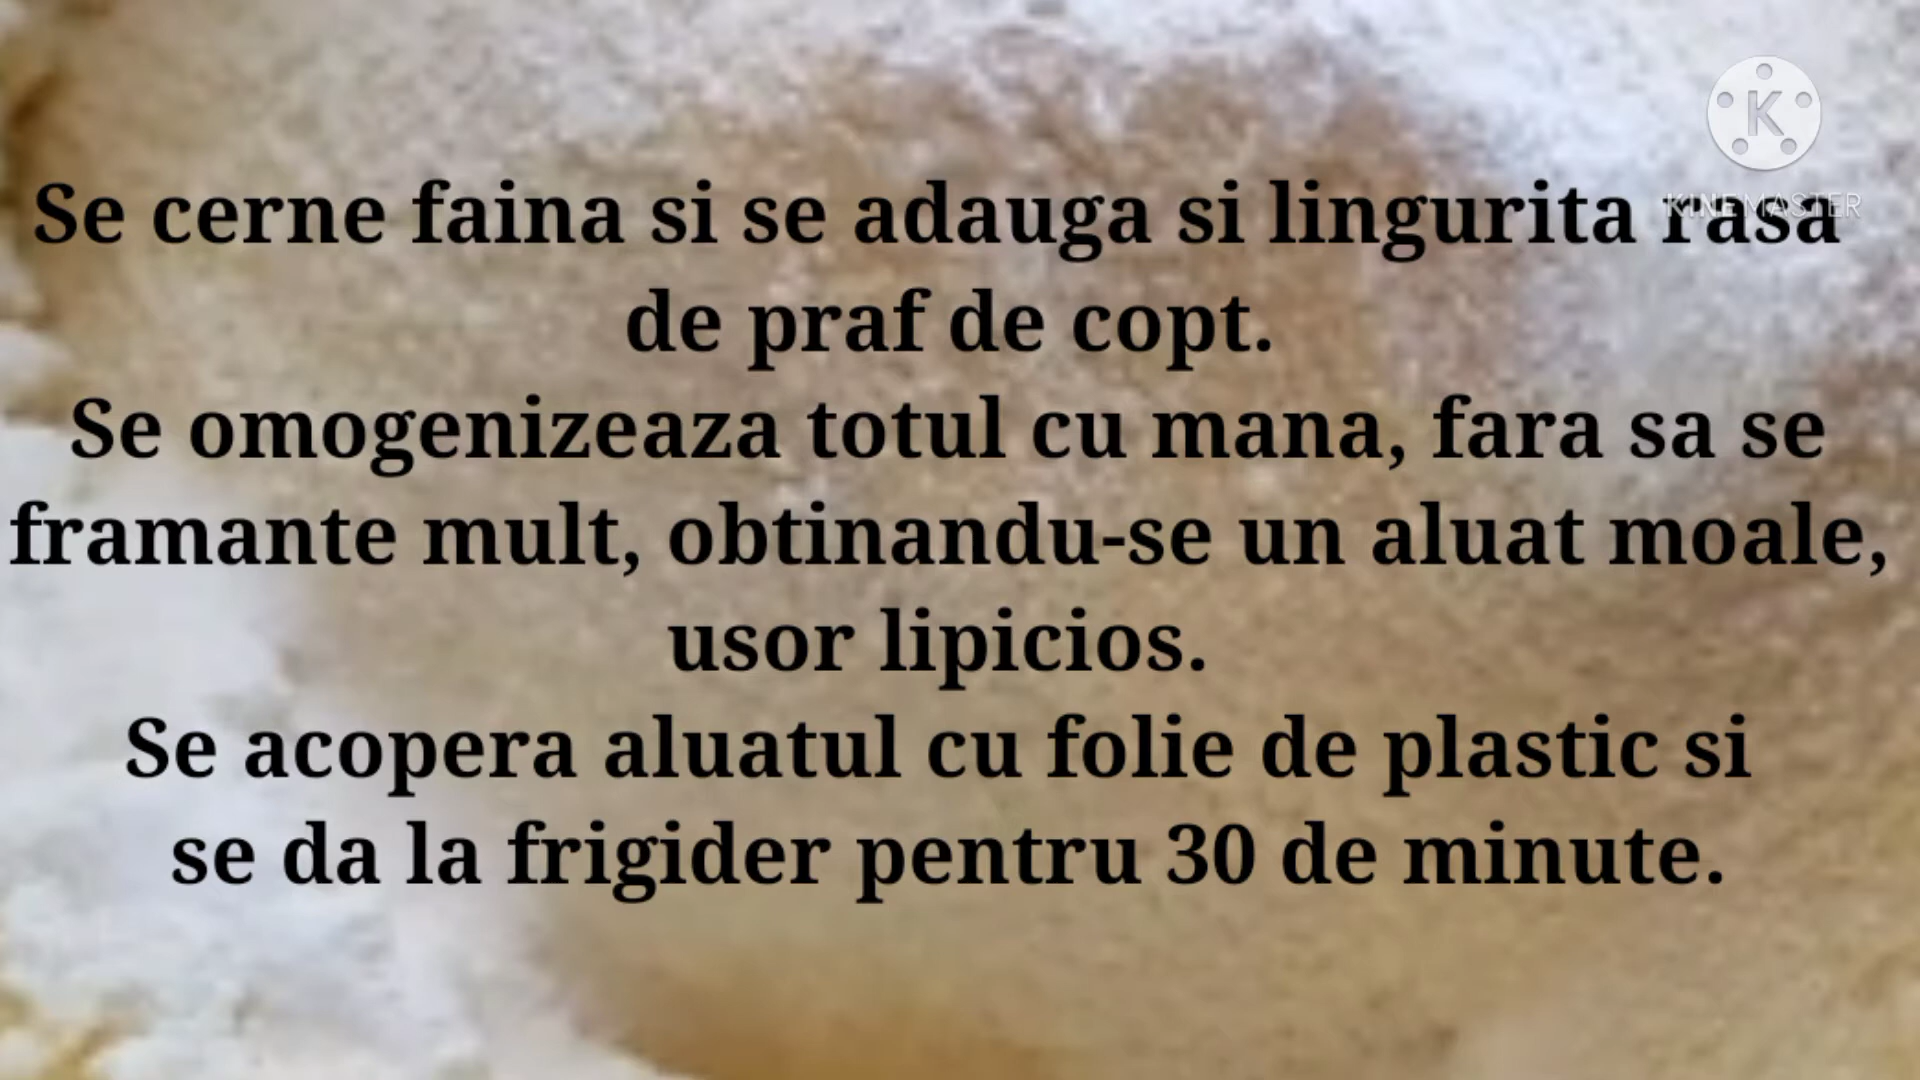 Se cerne faina si se adauga si lingurita rasa
de praf de copt.
Se omogenizeaza totul cu mana, fara sa se
framante mult, obtinandu-se un aluat moale,
usor lipicios.
Se acopera aluatul cu folie de plastic si
se da la frigider pentru 30 de minute.
K
KINEMASTER